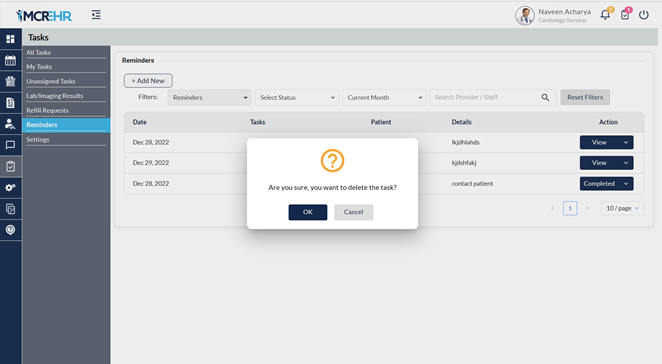 MCREHR
Naveen Acharya
Cardiology Services
Tasks
All Tasks
My Tasks
Unassigned Tasks
Lab/Imaging Results
Refill Requests
Reminders
Settings
Reminders
+ Add New
Filters: Reminders Select Status Current Month Search Provider / Staff Reset Filters
Date Tasks Patient Details Action
Dec 28, 2022 lkjdhlahds View
Dec 29, 2022 kjdshfakj View
Dec 28, 2022 contact patient Completed
Are you sure, you want to delete the task?
OK Cancel
< 1 > 10 / page